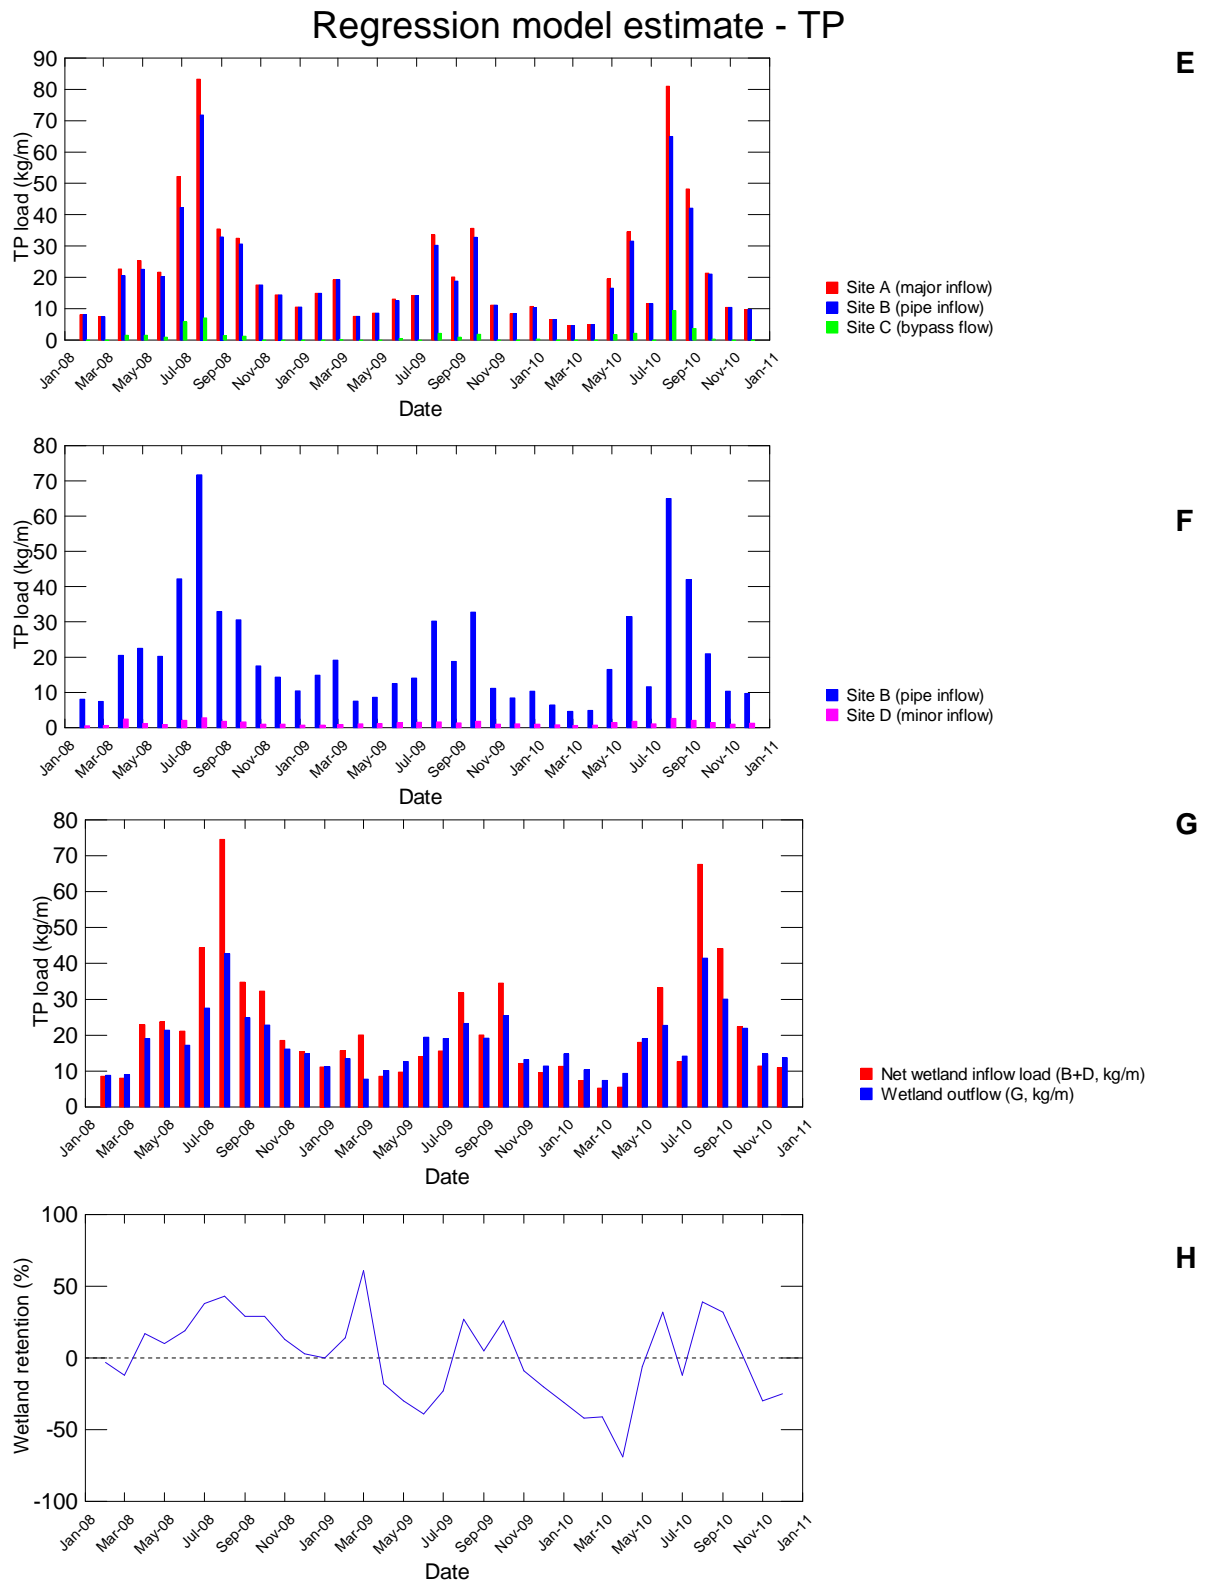 Regression model estimate - TP
E
TP load (kg/m)
90
80
70
60
50
40
30
20
10
0
Jan-08
Mar-08
May-08
Jul-08
Sep-08
Nov-08
Jan-09
Mar-09
May-09
Jul-09
Sep-09
Nov-09
Jan-10
Mar-10
May-10
Jul-10
Sep-10
Nov-10
Jan-11
Date
Site A (major inflow)
Site B (pipe inflow)
Site C (bypass flow)
F
TP load (kg/m)
80
70
60
50
40
30
20
10
0
Jan-08
Mar-08
May-08
Jul-08
Sep-08
Nov-08
Jan-09
Mar-09
May-09
Jul-09
Sep-09
Nov-09
Jan-10
Mar-10
May-10
Jul-10
Sep-10
Nov-10
Jan-11
Date
Site B (pipe inflow)
Site D (minor inflow)
G
TP load (kg/m)
80
70
60
50
40
30
20
10
0
Jan-08
Mar-08
May-08
Jul-08
Sep-08
Nov-08
Jan-09
Mar-09
May-09
Jul-09
Sep-09
Nov-09
Jan-10
Mar-10
May-10
Jul-10
Sep-10
Nov-10
Jan-11
Date
Net wetland inflow load (B+D, kg/m)
Wetland outflow (G, kg/m)
H
Wetland retention (%)
100
50
0
-50
-100
Jan-08
Mar-08
May-08
Jul-08
Sep-08
Nov-08
Jan-09
Mar-09
May-09
Jul-09
Sep-09
Nov-09
Jan-10
Mar-10
May-10
Jul-10
Sep-10
Nov-10
Jan-11
Date